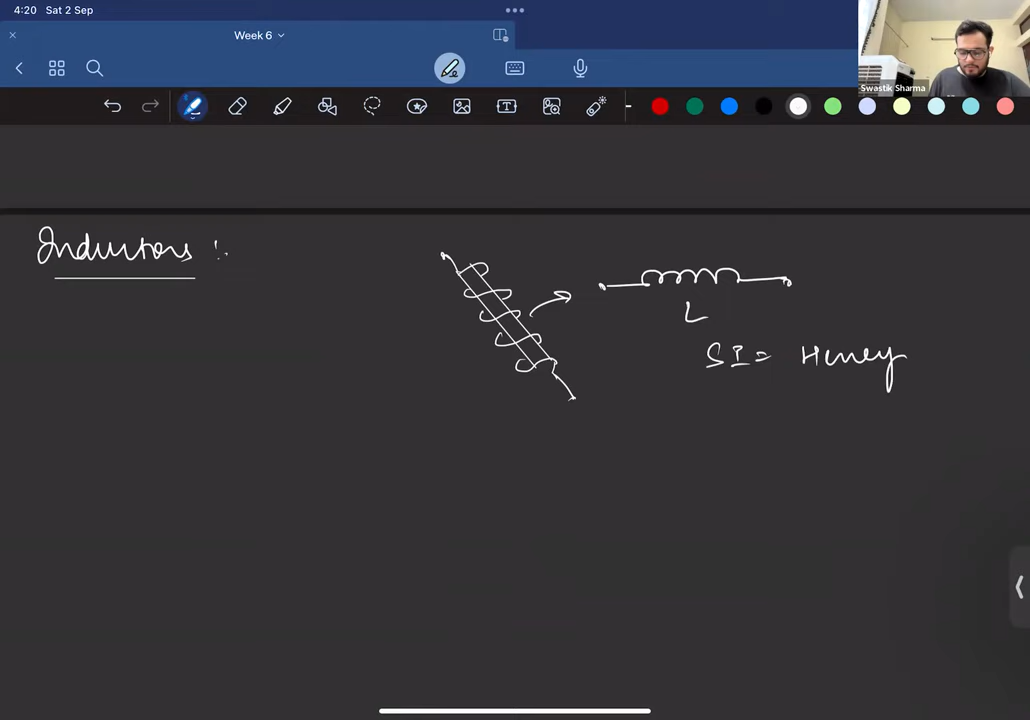 4:20 Sat 2 Sep
Week 6
Swastik Sharma
Inductors :
L
SI = Henry